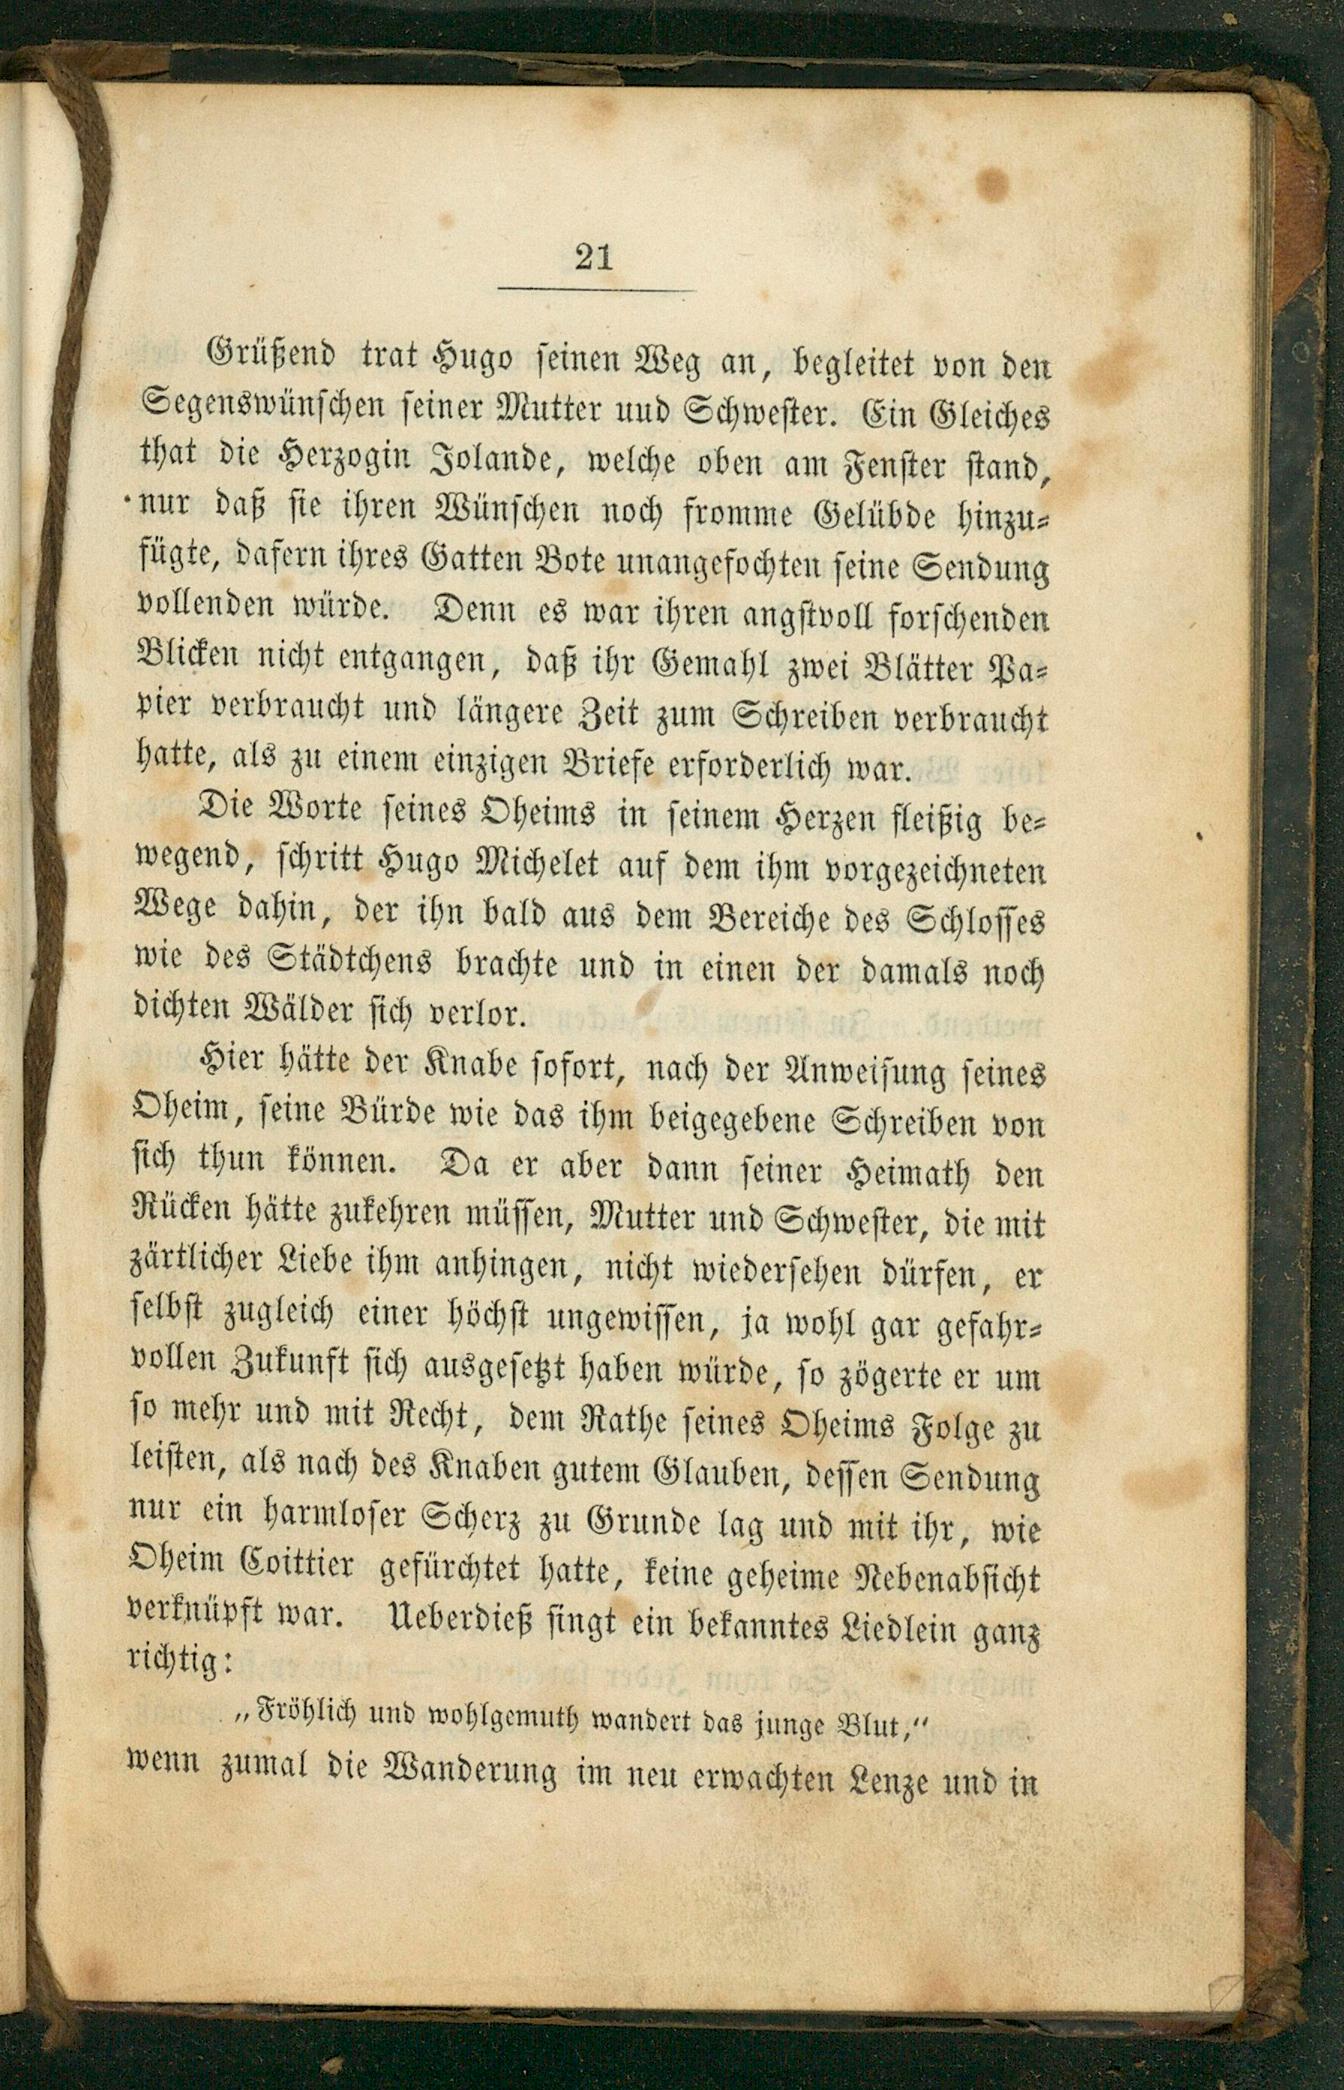 21
Grüßend trat Hugo seinen Weg an, begleitet von den
Segenswünschen seiner Mutter und Schwester. Ein Gleiches
that die Herzogin Jolande, welche oben am Fenster stand,
nur daß sie ihren Wünschen noch fromme Gelübde hinzu-
fügte, dafern ihres Gatten Bote unangefochten seine Sendung
vollenden würde. Denn es war ihren angstvoll forschenden
Blicken nicht entgangen, daß ihr Gemahl zwei Blätter Pa-
pier verbraucht und längere Zeit zum Schreiben verbraucht
hatte, als zu einem einzigen Briefe erforderlich war.
Die Worte seines Oheims in seinem Herzen fleißig be-
wegend, schritt Hugo Michelet auf dem ihm vorgezeichneten
Wege dahin, der ihn bald aus dem Bereiche des Schlosses
wie des Städtchens brachte und in einen der damals noch
dichten Wälder sich verlor.
Hier hätte der Knabe sofort, nach der Anweisung seines
Oheim, seine Bürde wie das ihm beigegebene Schreiben von
sich thun können. Da er aber dann seiner Heimath den
Rücken hätte zukehren müssen, Mutter und Schwester, die mit
zärtlicher Liebe ihm anhingen, nicht wiedersehen dürfen, er
selbst zugleich einer höchst ungewissen, ja wohl gar gefahr-
vollen Zukunft sich ausgesetzt haben würde, so zögerte er um
so mehr und mit Recht, dem Rathe seines Oheims Folge zu
leisten, als nach des Knaben gutem Glauben, dessen Sendung
nur ein harmloser Scherz zu Grunde lag und mit ihr, wie
Oheim Coittier gefürchtet hatte, keine geheime Nebenabsicht
verknüpft war. Ueberdieß singt ein bekanntes Liedlein ganz
richtig:
„Fröhlich und wohlgemuth wandert das junge Blut,“
wenn zumal die Wanderung im neu erwachten Lenze und in